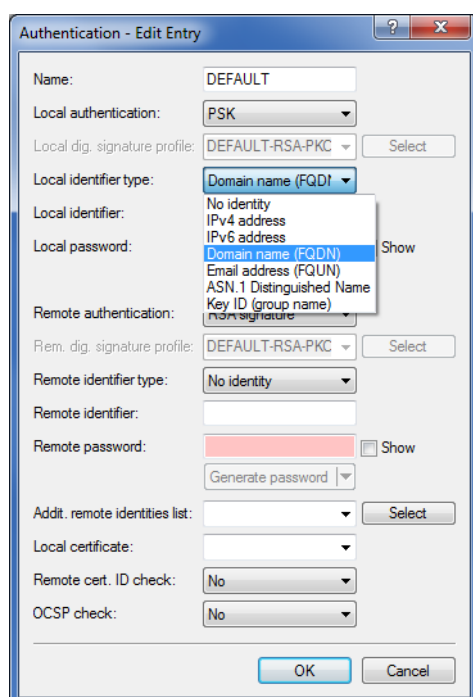 Authentication - Edit Entry
Name: DEFAULT
Local authentication: PSK
Local dig. signature profile: DEFAULT-RSA-PKC Select
Local identifier type: Domain name (FQDN
No identity
Local identifier: IPv4 address
IPv6 address
Local password: Domain name (FQDN) Show
Email address (FQUN)
ASN.1 Distinguished Name
Key ID (group name)
Remote authentication: RSA signature
Rem. dig. signature profile: DEFAULT-RSA-PKC Select
Remote identifier type: No identity
Remote identifier:
Remote password: Show
Generate password
Addit. remote identities list: Select
Local certificate:
Remote cert. ID check: No
OCSP check: No
OK Cancel